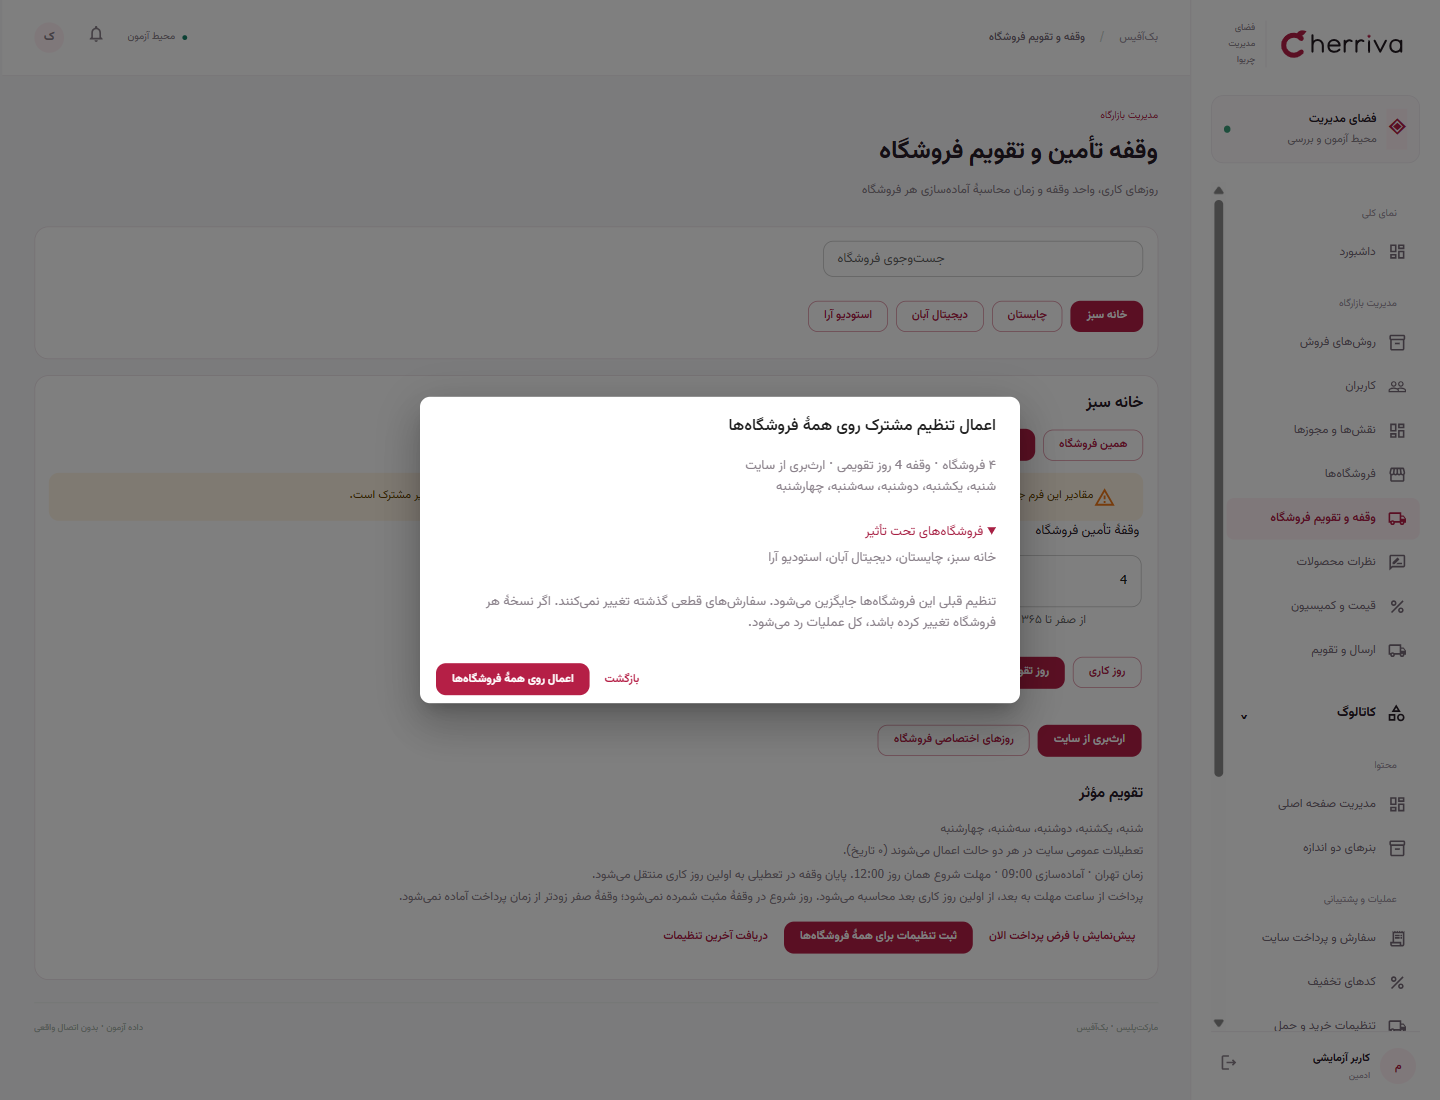 Cherriva
فضای
مدیریت
چریوا
فضای مدیریت
محیط آزمون و بررسی
نمای کلی
داشبورد
مدیریت بازارگاه
روش‌های فروش
کاربران
نقش‌ها و مجوزها
فروشگاه‌ها
وقفه و تقویم فروشگاه
نظرات محصولات
قیمت و کمیسیون
ارسال و تقویم
کاتالوگ
محتوا
مدیریت صفحه اصلی
بنرهای دو اندازه
عملیات و پشتیبانی
سفارش و پرداخت سایت
کدهای تخفیف
تنظیمات خرید و حمل
م
کاربر آزمایشی
ادمین
بک‌آفیس / وقفه و تقویم فروشگاه
محیط آزمون
ک
مدیریت بازارگاه
وقفه تأمین و تقویم فروشگاه
روزهای کاری، واحد وقفه و زمان محاسبهٔ آماده‌سازی هر فروشگاه
جست‌وجوی فروشگاه
خانه سبز
چایستان
دیجیتال آبان
استودیو آرا
خانه سبز
همین فروشگاه
مقادیر این فرم
یر مشترک است.
وقفهٔ تأمین فروشگاه
4
از صفر تا ۳۶۵
روز کاری
روز تقو
ارث‌بری از سایت
روزهای اختصاصی فروشگاه
تقویم مؤثر
شنبه، یکشنبه، دوشنبه، سه‌شنبه، چهارشنبه
تعطیلات عمومی سایت در هر دو حالت اعمال می‌شوند (۰ تاریخ).
زمان تهران · آماده‌سازی 09:00 · مهلت شروع همان روز 12:00. پایان وقفه در تعطیلی به اولین روز کاری منتقل می‌شود.
پرداخت از ساعت مهلت به بعد، از اولین روز کاری بعد محاسبه می‌شود. روز شروع در وقفهٔ مثبت شمرده نمی‌شود؛ وقفهٔ صفر زودتر از زمان پرداخت آماده نمی‌شود.
پیش‌نمایش با فرض پرداخت الان
ثبت تنظیمات برای همهٔ فروشگاه‌ها
دریافت آخرین تنظیمات
مارکت‌پلیس · بک‌آفیس
داده آزمون · بدون اتصال واقعی
اعمال تنظیم مشترک روی همهٔ فروشگاه‌ها
۴ فروشگاه · وقفه 4 روز تقویمی · ارث‌بری از سایت
شنبه، یکشنبه، دوشنبه، سه‌شنبه، چهارشنبه
▼ فروشگاه‌های تحت تأثیر
خانه سبز، چایستان، دیجیتال آبان، استودیو آرا
تنظیم قبلی این فروشگاه‌ها جایگزین می‌شود. سفارش‌های قطعی گذشته تغییر نمی‌کنند. اگر نسخهٔ هر
فروشگاه تغییر کرده باشد، کل عملیات رد می‌شود.
بازگشت
اعمال روی همهٔ فروشگاه‌ها